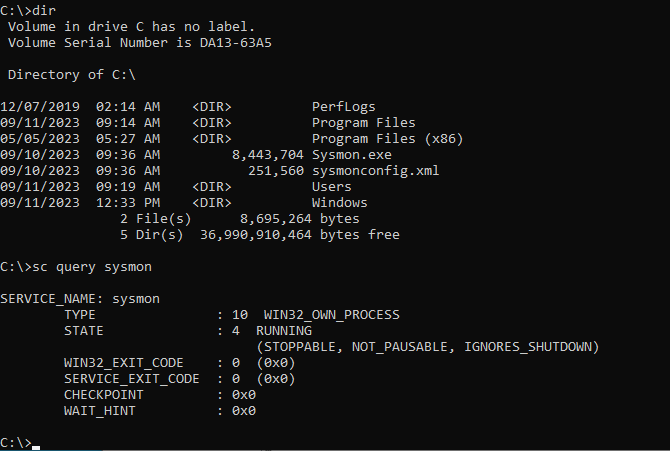 C:\>dir
 Volume in drive C has no label.
 Volume Serial Number is DA13-63A5

 Directory of C:\

12/07/2019  02:14 AM    <DIR>          PerfLogs
09/11/2023  09:14 AM    <DIR>          Program Files
05/05/2023  05:27 AM    <DIR>          Program Files (x86)
09/10/2023  09:36 AM         8,443,704 Sysmon.exe
09/10/2023  09:36 AM           251,560 sysmonconfig.xml
09/11/2023  09:19 AM    <DIR>          Users
09/11/2023  12:33 PM    <DIR>          Windows
               2 File(s)      8,695,264 bytes
               5 Dir(s)  36,990,910,464 bytes free

C:\>sc query sysmon

SERVICE_NAME: sysmon
        TYPE               : 10  WIN32_OWN_PROCESS
        STATE              : 4  RUNNING
                                (STOPPABLE, NOT_PAUSABLE, IGNORES_SHUTDOWN)
        WIN32_EXIT_CODE    : 0  (0x0)
        SERVICE_EXIT_CODE  : 0  (0x0)
        CHECKPOINT         : 0x0
        WAIT_HINT          : 0x0

C:\>